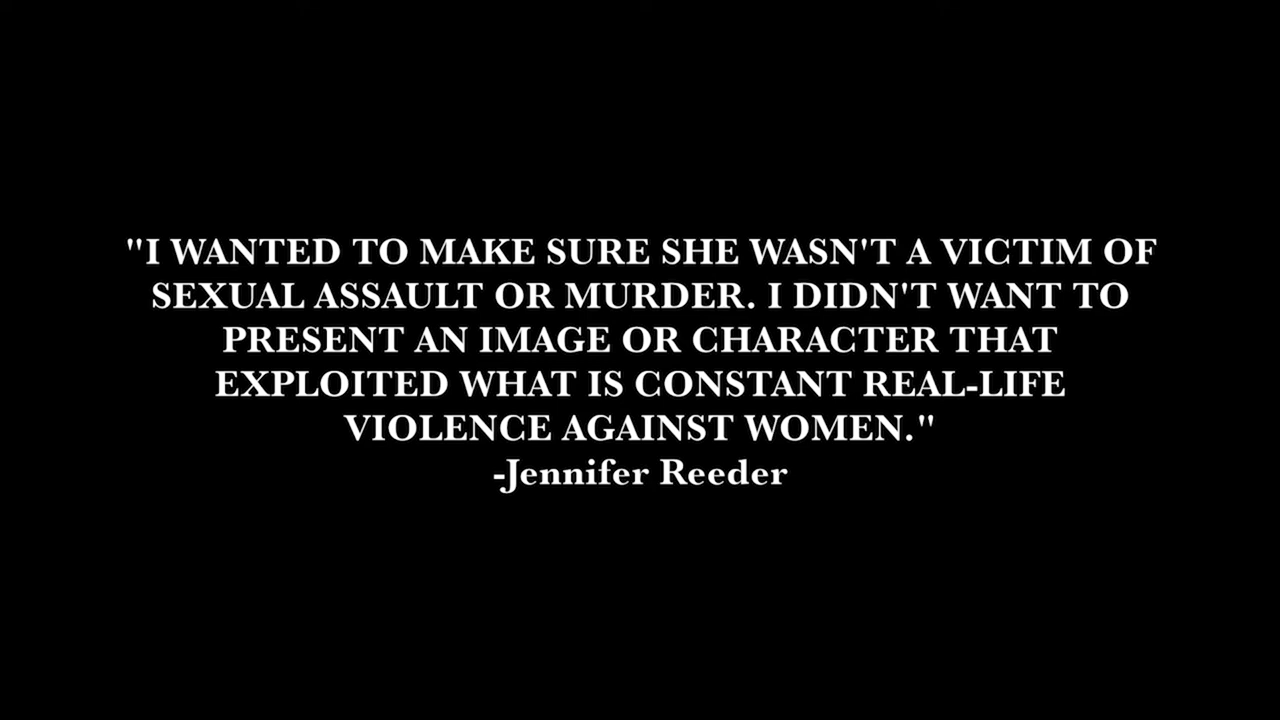 "I WANTED TO MAKE SURE SHE WASN'T A VICTIM OF
SEXUAL ASSAULT OR MURDER. I DIDN'T WANT TO
PRESENT AN IMAGE OR CHARACTER THAT
EXPLOITED WHAT IS CONSTANT REAL-LIFE
VIOLENCE AGAINST WOMEN."
-Jennifer Reeder